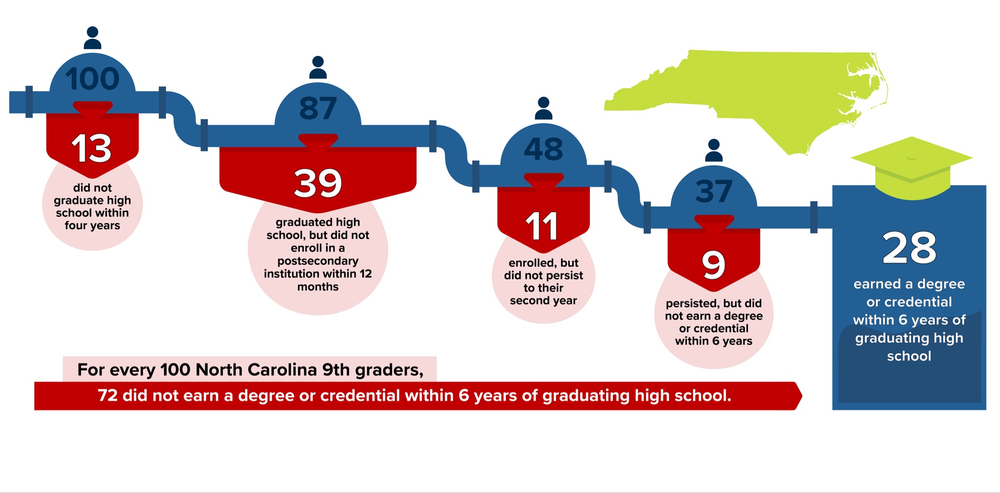 100
13
did not
graduate high
school within
four years
87
39
graduated high
school, but did not
enroll in a
postsecondary
institution within 12
months
48
11
enrolled, but
did not persist
to their
second year
37
9
persisted, but did
not earn a degree
or credential
within 6 years
28
earned a degree
or credential
within 6 years of
graduating high
school
For every 100 North Carolina 9th graders,
72 did not earn a degree or credential within 6 years of graduating high school.